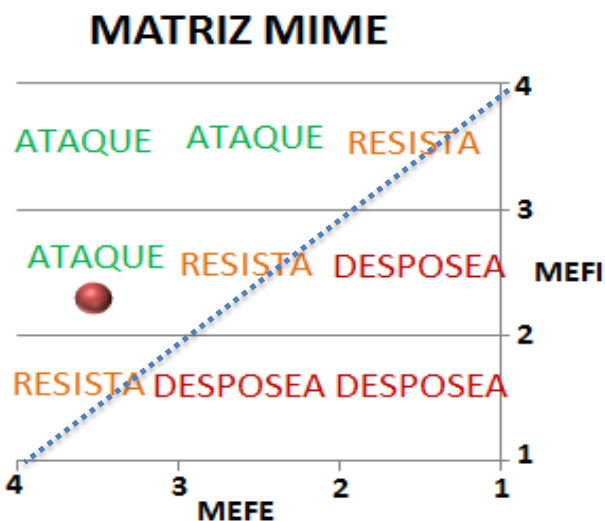 MATRIZ MIME
4
ATAQUE ATAQUE RESISTA
3
ATAQUE RESISTA DESPOSEA MEFI
2
RESISTA DESPOSEA DESPOSEA
1
4 3 2 1
MEFE